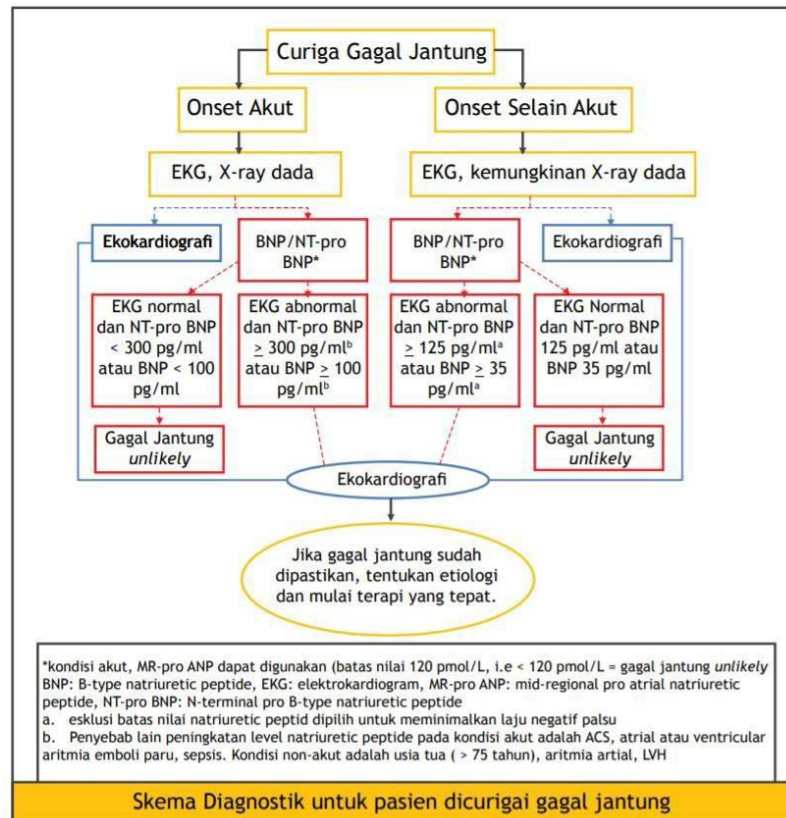 Curiga Gagal Jantung
Onset Akut
Onset Selain Akut
EKG, X-ray dada
EKG, kemungkinan X-ray dada
Ekokardiografi
BNP/NT-pro
BNP*
BNP/NT-pro
BNP*
Ekokardiografi
EKG normal
dan NT-pro BNP
< 300 pg/ml
atau BNP < 100
pg/ml
EKG abnormal
dan NT-pro BNP
≥ 300 pg/mlᵇ
atau BNP ≥ 100
pg/mlᵇ
EKG abnormal
dan NT-pro BNP
≥ 125 pg/mlᵃ
atau BNP ≥ 35
pg/mlᵃ
EKG Normal
dan NT-pro BNP
125 pg/ml atau
BNP 35 pg/ml
Gagal Jantung
unlikely
Gagal Jantung
unlikely
Ekokardiografi
Jika gagal jantung sudah
dipastikan, tentukan etiologi
dan mulai terapi yang tepat.
*kondisi akut, MR-pro ANP dapat digunakan (batas nilai 120 pmol/L, i.e < 120 pmol/L = gagal jantung unlikely
BNP: B-type natriuretic peptide, EKG: elektrokardiogram, MR-pro ANP: mid-regional pro atrial natriuretic
peptide, NT-pro BNP: N-terminal pro B-type natriuretic peptide
a. esklusi batas nilai natriuretic peptid dipilih untuk meminimalkan laju negatif palsu
b. Penyebab lain peningkatan level natriuretic peptide pada kondisi akut adalah ACS, atrial atau ventricular
aritmia emboli paru, sepsis. Kondisi non-akut adalah usia tua ( > 75 tahun), aritmia artial, LVH
Skema Diagnostik untuk pasien dicurigai gagal jantung